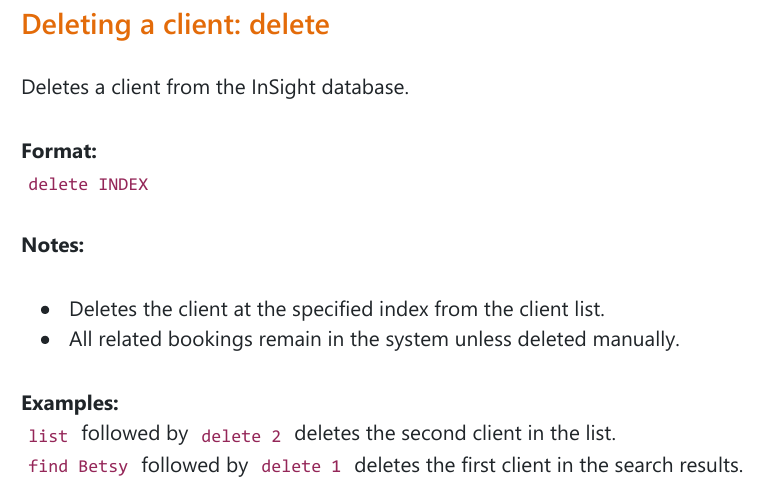 Deleting a client: delete
Deletes a client from the InSight database.
Format:
delete INDEX
Notes:
● Deletes the client at the specified index from the client list.
● All related bookings remain in the system unless deleted manually.
Examples:
list followed by delete 2 deletes the second client in the list.
find Betsy followed by delete 1 deletes the first client in the search results.